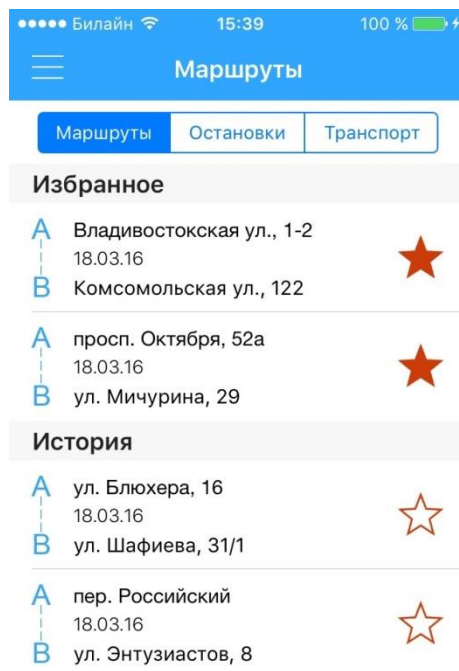 Билайн 15:39 100 %
Маршруты
Маршруты Остановки Транспорт
Избранное
A Владивостокская ул., 1-2
18.03.16
B Комсомольская ул., 122
A просп. Октября, 52а
18.03.16
B ул. Мичурина, 29
История
A ул. Блюхера, 16
18.03.16
B ул. Шафиева, 31/1
A пер. Российский
18.03.16
B ул. Энтузиастов, 8